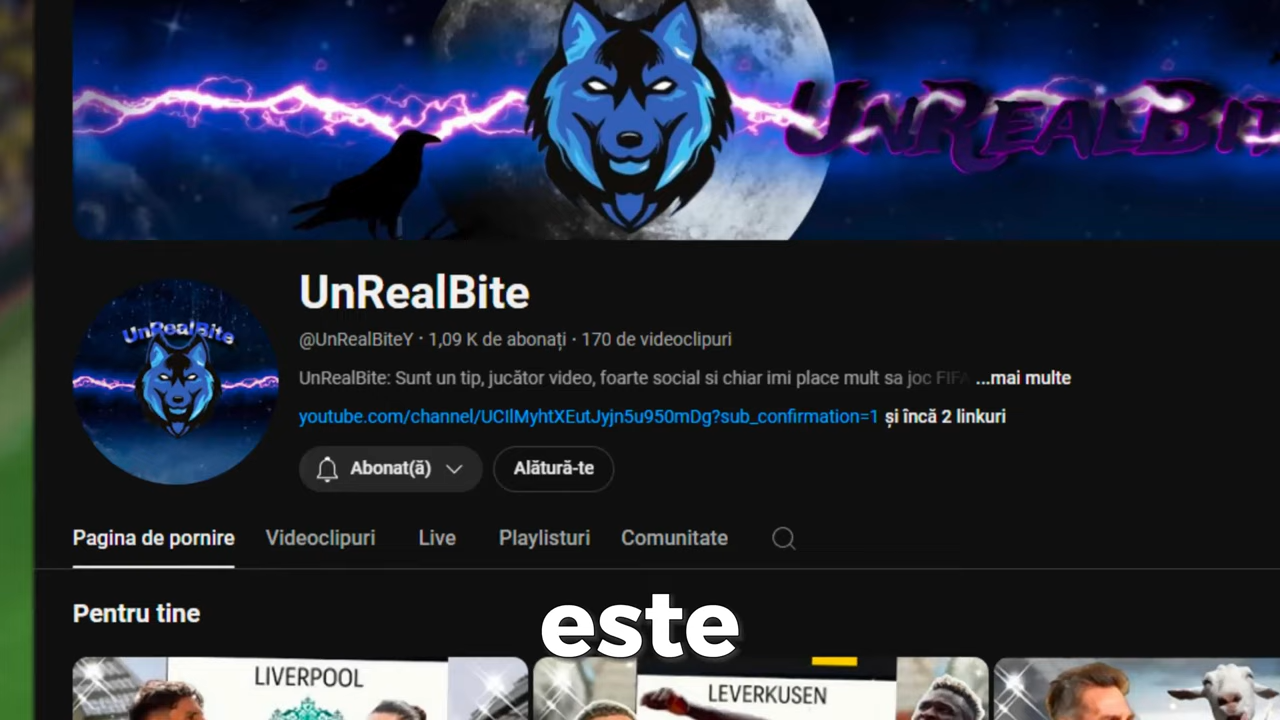 UnRealBit
UnRealBite
UnRealBite
@UnRealBiteY · 1,09 K de abonați · 170 de videoclipuri
UnRealBite: Sunt un tip, jucător video, foarte social si chiar imi place mult sa joc FIFA ...mai multe
youtube.com/channel/UCIlMyhtXEutJyjn5u950mDg?sub_confirmation=1 și încă 2 linkuri
Abonat(ă) Alătură-te
Pagina de pornire Videoclipuri Live Playlisturi Comunitate
Pentru tine
este
LIVERPOOL LEVERKUSEN